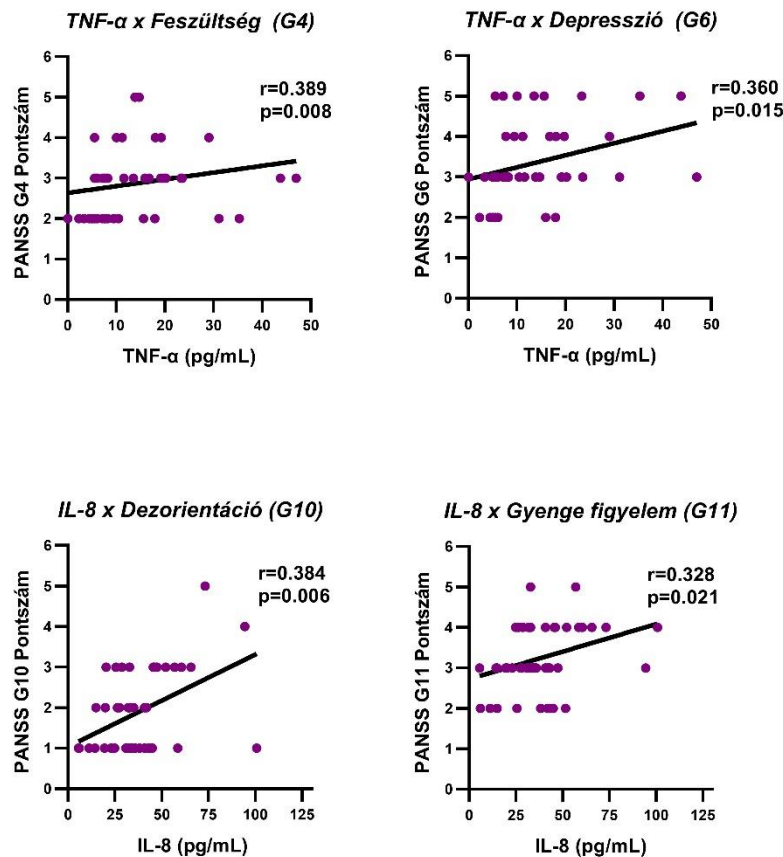 TNF-α x Feszültség (G4)
r=0.389
p=0.008
PANSS G4 Pontszám
6
5
4
3
2
1
0
0 10 20 30 40 50
TNF-α (pg/mL)
TNF-α x Depresszió (G6)
r=0.360
p=0.015
PANSS G6 Pontszám
6
5
4
3
2
1
0
0 10 20 30 40 50
TNF-α (pg/mL)
IL-8 x Dezorientáció (G10)
r=0.384
p=0.006
PANSS G10 Pontszám
6
5
4
3
2
1
0
0 25 50 75 100 125
IL-8 (pg/mL)
IL-8 x Gyenge figyelem (G11)
r=0.328
p=0.021
PANSS G11 Pontszám
6
5
4
3
2
1
0
0 25 50 75 100 125
IL-8 (pg/mL)